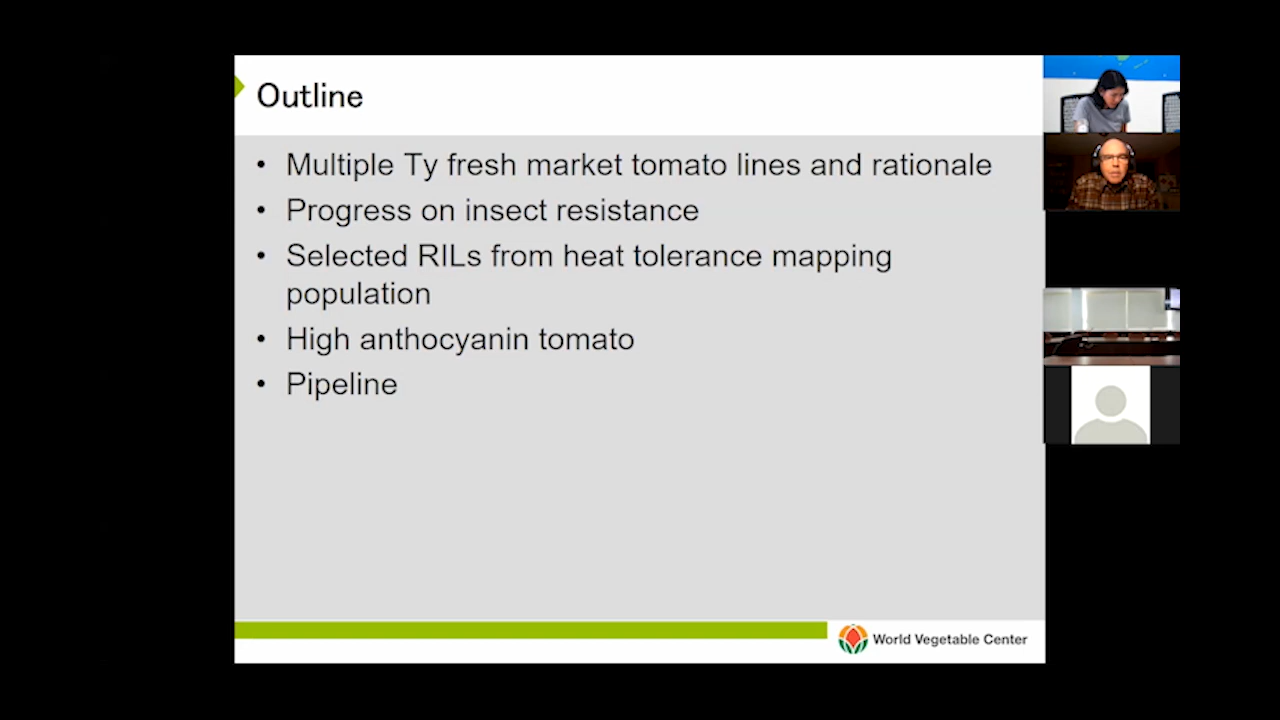 Outline
• Multiple Ty fresh market tomato lines and rationale
• Progress on insect resistance
• Selected RILs from heat tolerance mapping
population
• High anthocyanin tomato
• Pipeline
World Vegetable Center